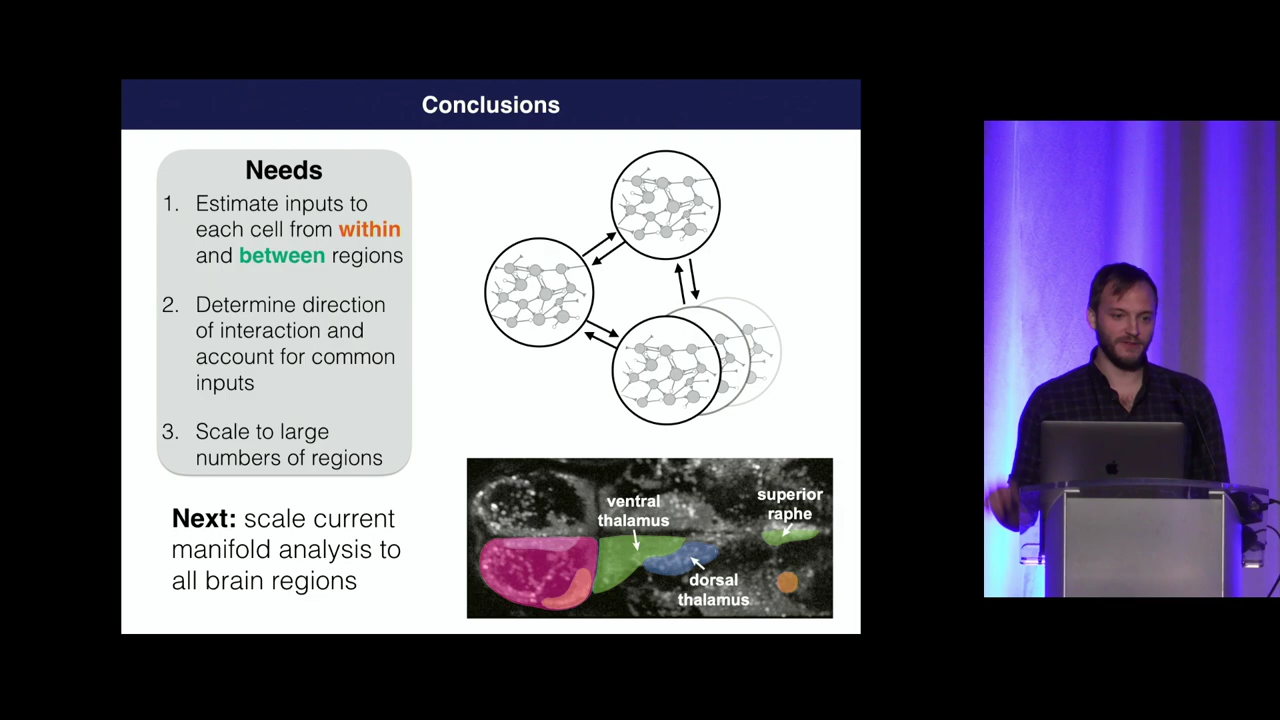 Conclusions
Needs
1. Estimate inputs to
each cell from within
and between regions
2. Determine direction
of interaction and
account for common
inputs
3. Scale to large
numbers of regions
Next: scale current
manifold analysis to
all brain regions
ventral
thalamus
superior
raphe
dorsal
thalamus